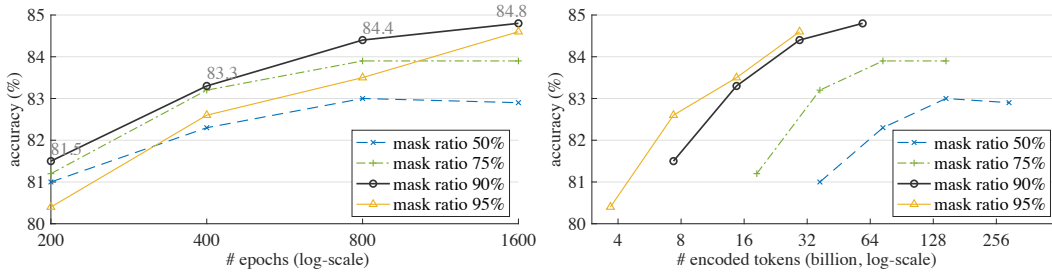 85
84
83
82
81
80
accuracy (%)
81.5
83.3
84.4
84.8
mask ratio 50%
mask ratio 75%
mask ratio 90%
mask ratio 95%
200 400 800 1600
# epochs (log-scale)
85
84
83
82
81
80
accuracy (%)
mask ratio 50%
mask ratio 75%
mask ratio 90%
mask ratio 95%
4 8 16 32 64 128 256
# encoded tokens (billion, log-scale)